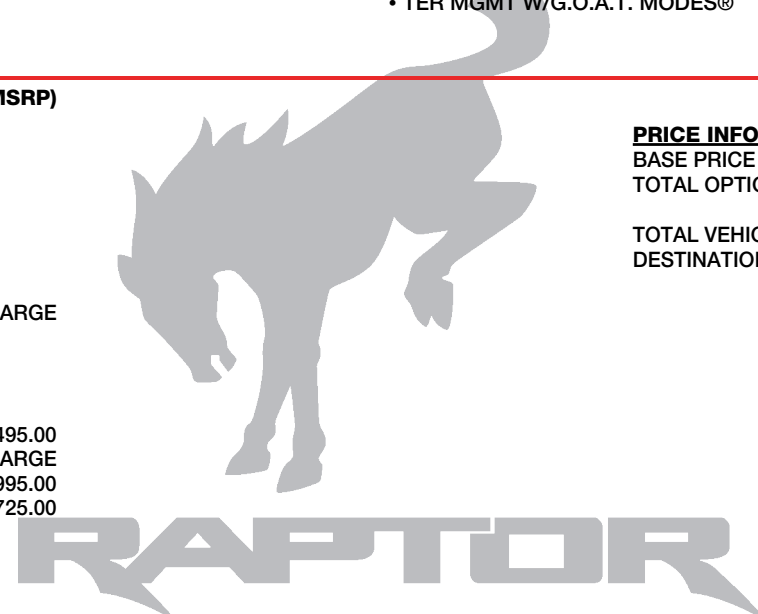 • TER MGMT W/G.O.A.T. MODES®
MSRP)
ARGE
495.00
ARGE
995.00
725.00
PRICE INFO
BASE PRICE
TOTAL OPTIO
TOTAL VEHIC
DESTINATION
RAPTOR